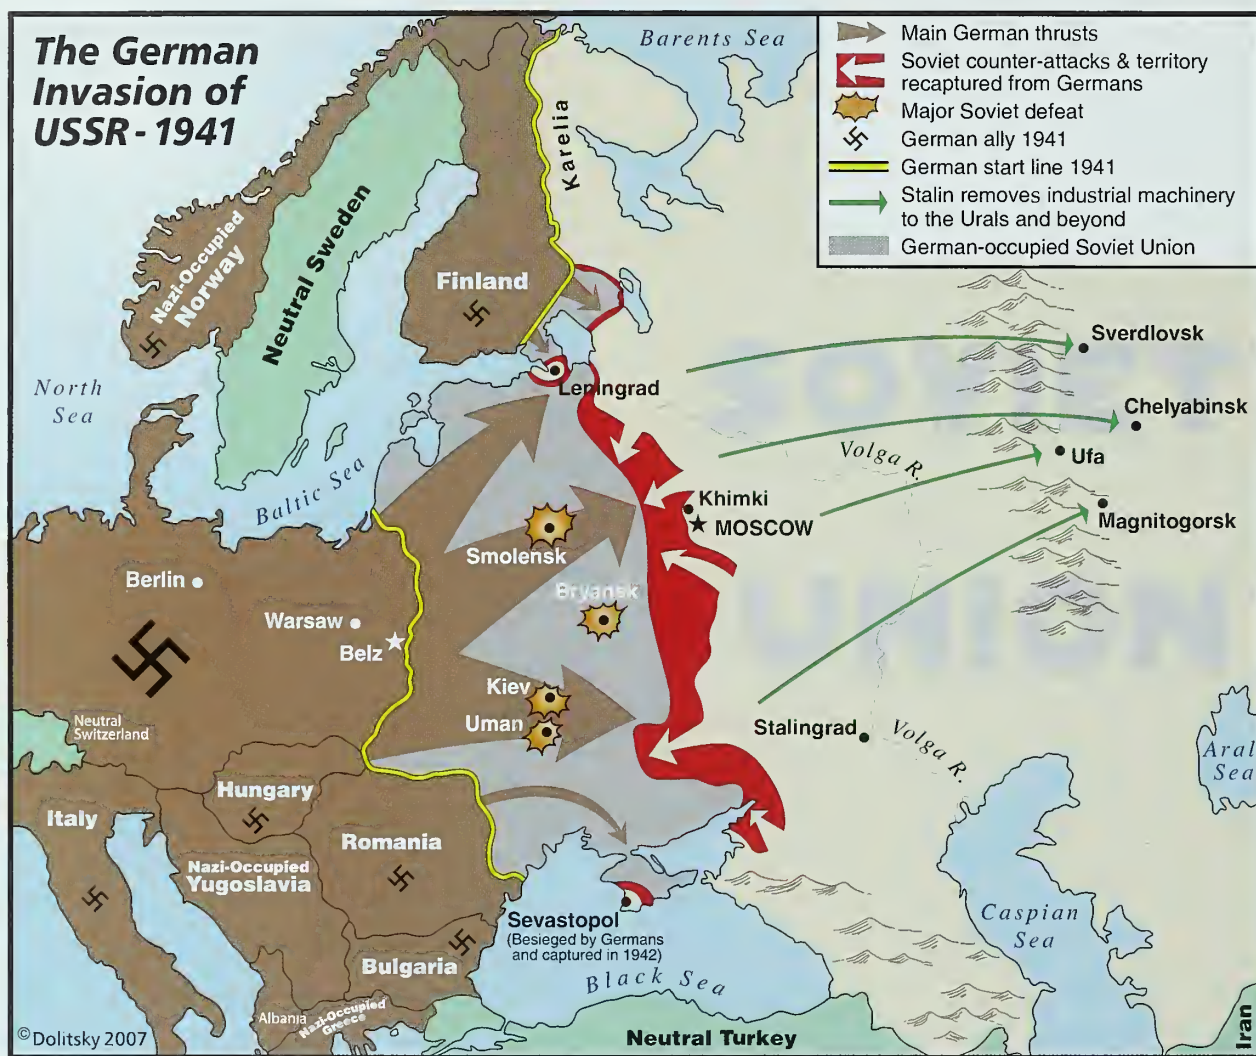 The German
Invasion of
USSR - 1941
Main German thrusts
Soviet counter-attacks & territory
recaptured from Germans
Major Soviet defeat
German ally 1941
German start line 1941
Stalin removes industrial machinery
to the Urals and beyond
German-occupied Soviet Union
Barents Sea
Karelia
Nazi-Occupied
Norway
Neutral Sweden
Finland
North
Sea
Baltic Sea
Leningrad
SOVIET
UNION
Sverdlovsk
Chelyabinsk
Ufa
Magnitogorsk
Volga R.
Khimki
MOSCOW
Smolensk
Bryansk
Berlin
Warsaw
Belz
Kiev
Uman
Stalingrad
Volga R.
Neutral
Switzerland
Hungary
Italy
Romania
Nazi-Occupied
Yugoslavia
Aral
Sea
Caspian
Sea
Sevastopol
(Besieged by Germans
and captured in 1942)
Bulgaria
Black Sea
Albania
Nazi-Occupied
Greece
Neutral Turkey
Iran
©Dolitsky 2007